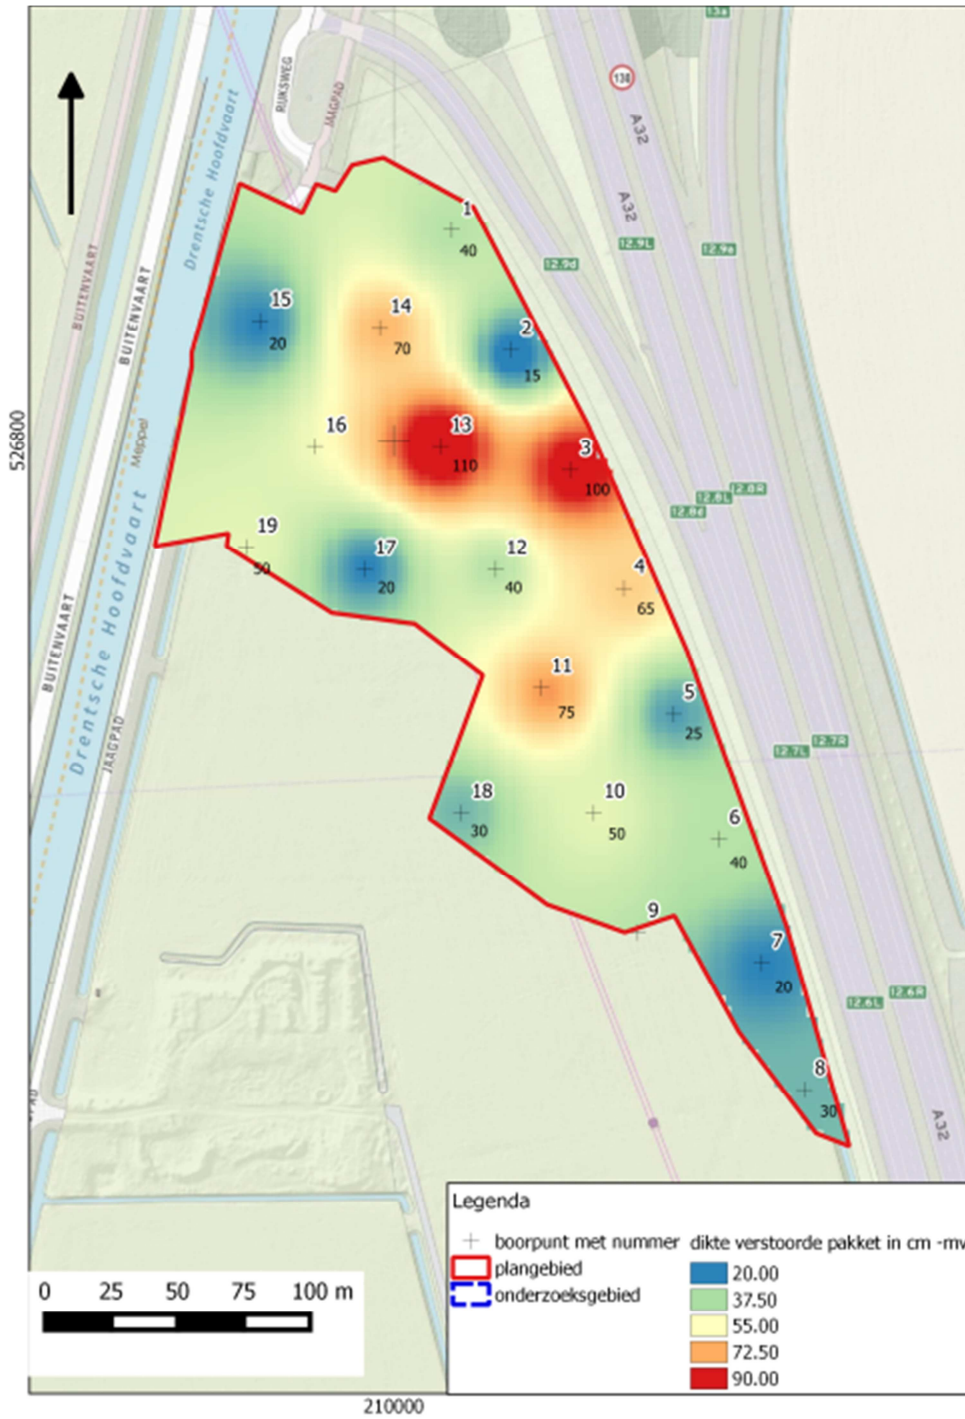 13a
RIJKSWEG
JAAGPAD
130
A32
Drentsche Hoofdvaart
A32
1
40
12.9L
12.9a
12.9d
BUITENVAART
BUITENVAART
15
20
14
70
2
15
526800
Meppel
16
13
110
3
100
12.8R
12.8L
12.8d
19
50
17
20
12
40
4
65
Drentsche Hoofdvaart
BUITENVAART
11
75
5
25
JAAGPAD
12.7R
12.7L
18
30
10
50
6
40
9
7
20
12.6R
12.6L
8
30
A32
Legenda
boorpunt met nummer
plangebied
onderzoeksgebied
dikte verstoorde pakket in cm -mv
20.00
37.50
55.00
72.50
90.00
0 25 50 75 100 m
210000